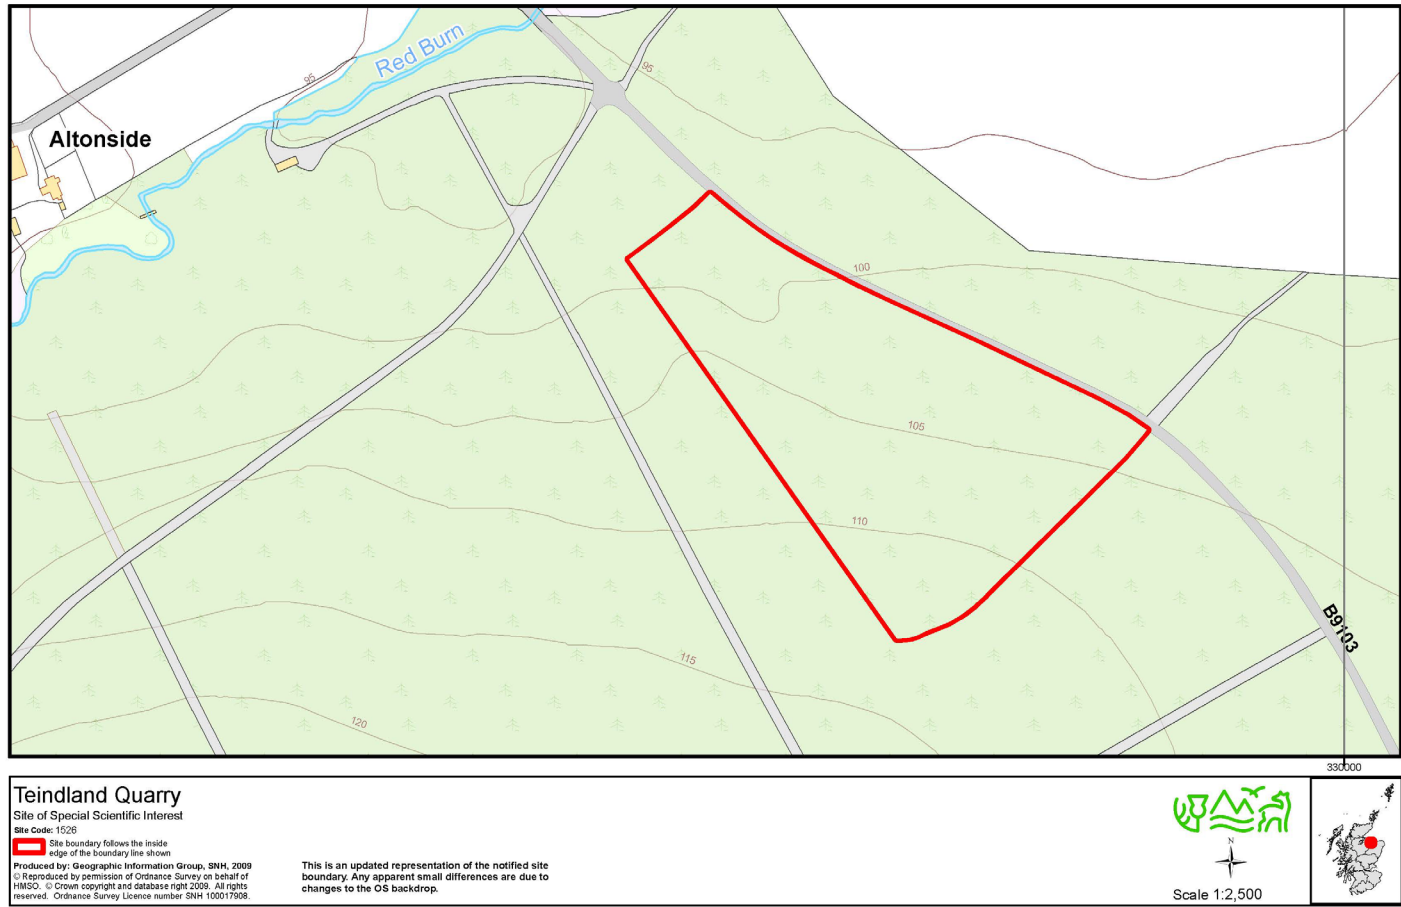 Red Burn
95
95
Altonside
100
105
110
B9103
115
120
330000
Teindland Quarry
Site of Special Scientific Interest
Site Code: 1526
Site boundary follows the inside
edge of the boundary line shown
Produced by: Geographic Information Group, SNH, 2009
© Reproduced by permission of Ordnance Survey on behalf of
HMSO. © Crown copyright and database right 2009. All rights
reserved. Ordnance Survey Licence number SNH 100017908.
This is an updated representation of the notified site
boundary. Any apparent small differences are due to
changes to the OS backdrop.
N
Scale 1:2,500